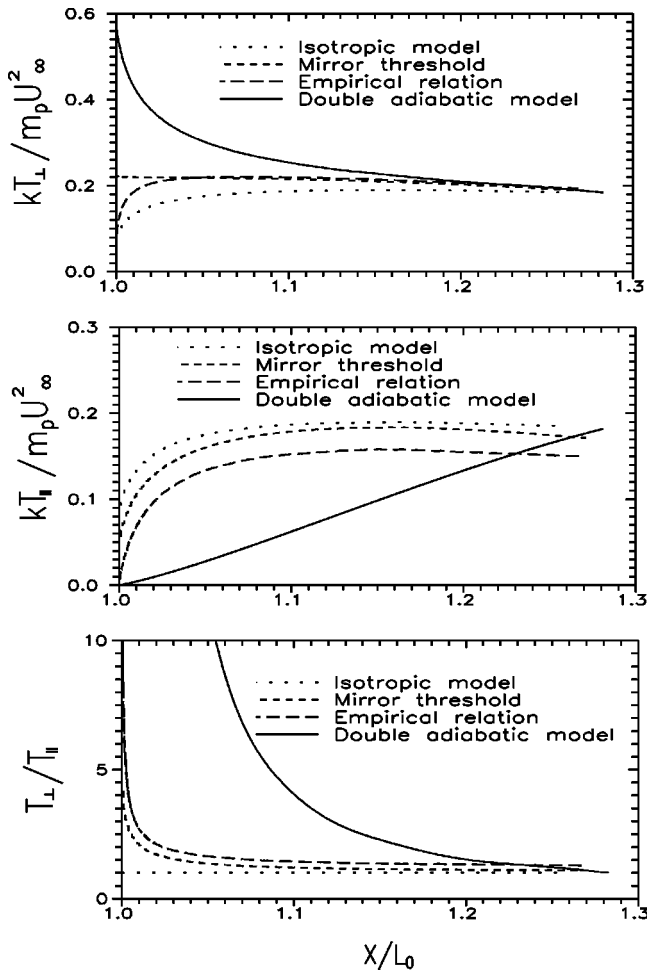 0.6
0.4
0.2
0.0
kT⊥/mpU²∞
Isotropic model
Mirror threshold
Empirical relation
Double adiabatic model
1.0 1.1 1.2 1.3
0.3
0.2
0.1
0.0
kT∥/mpU²∞
Isotropic model
Mirror threshold
Empirical relation
Double adiabatic model
1.0 1.1 1.2 1.3
10
5
0
T⊥/T∥
Isotropic model
Mirror threshold
Empirical relation
Double adiabatic model
1.0 1.1 1.2 1.3
X/L₀